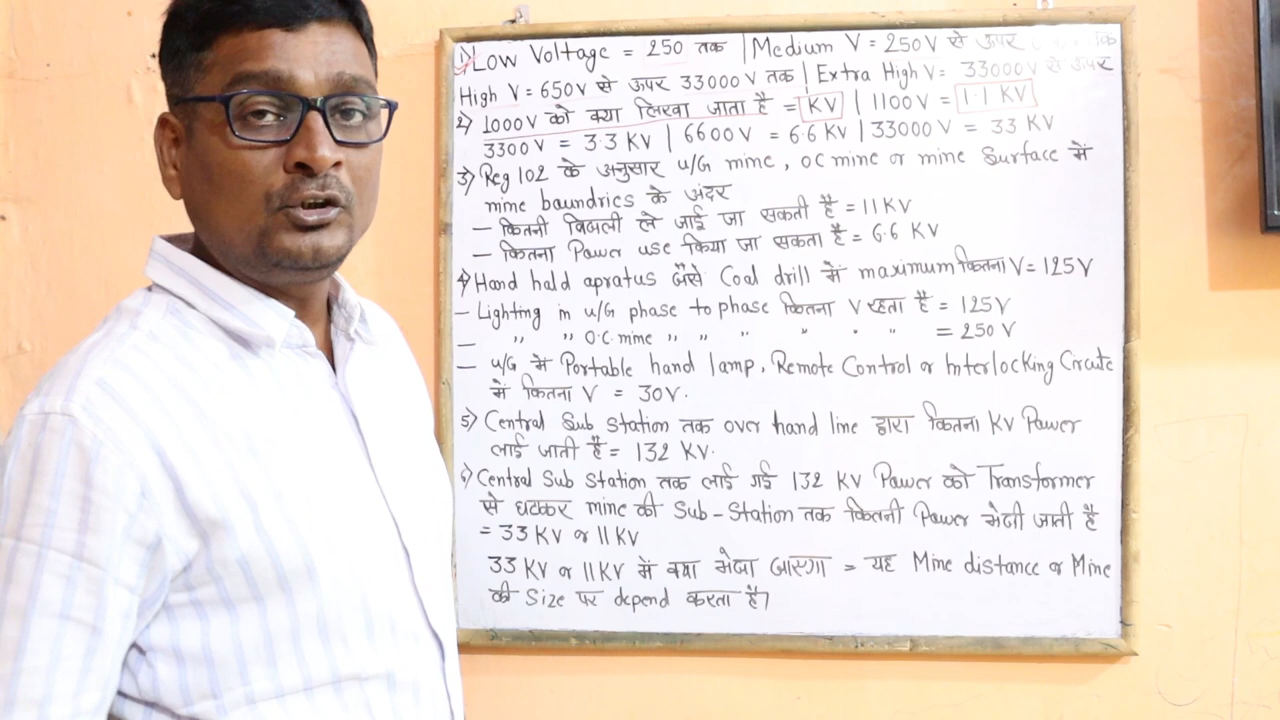 1) Low Voltage = 250 तक | Medium V = 250V से ऊपर
High V = 650V से ऊपर 33000V तक | Extra High V = 33000V से ऊपर
2) 1000V को क्या लिखा जाता है = KV | 1100V = 1.1 KV
3300V = 3.3 KV | 6600V = 6.6 KV | 33000V = 33 KV
3) Reg 102 के अनुसार u/G mine, OC mine or mine Surface में
mine baundries के अंदर
– कितनी बिजली ले जाई जा सकती है = 11KV
– कितना Power use किया जा सकता है = 6.6 KV
4) Hand hald apratus जैसे Coal drill में maximum कितना V = 125V
– Lighting in u/G phase to phase कितना V रहता है = 125V
– " " O.C. mine " " " " " " = 250V
– u/G में Portable hand lamp, Remote Control or Interlocking Circute
में कितना V = 30V.
5) Central Sub Station तक over hand line द्वारा कितना KV Power
लाई जाती है = 132 KV.
6) Central Sub Station तक लाई गई 132 KV Power को Transformer
से घटाकर mine की Sub-Station तक कितनी Power भेजी जाती है
= 33 KV or 11 KV
33 KV or 11 KV में क्या भेजा जाएगा = यह Mine distance or Mine
की Size पर depend करता है।